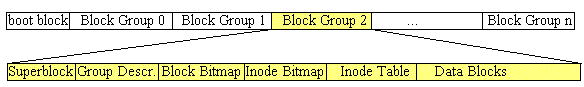 boot block Block Group 0 Block Group 1 Block Group 2 ... Block Group n
Superblock Group Descr. Block Bitmap Inode Bitmap Inode Table Data Blocks